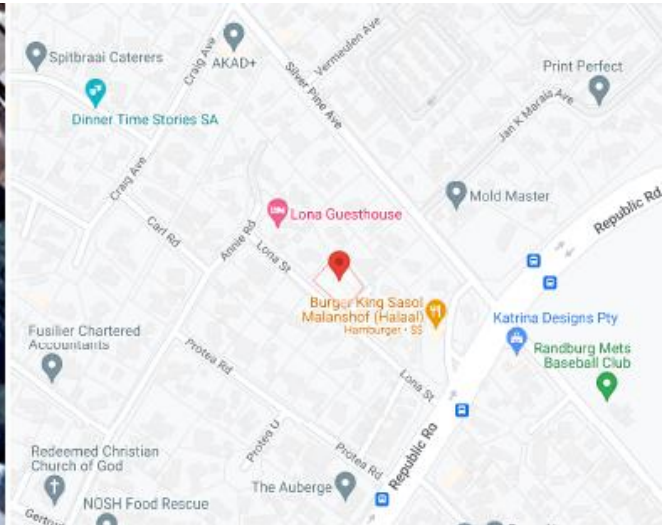 Vermeulen Ave
Spitbraai Caterers
AKAD+
Craig Ave
Silver Pine Ave
Print Perfect
Dinner Time Stories SA
Jan K Marais Ave
Craig Ave
Mold Master
Republic Rd
Lona Guesthouse
Carl Rd
Annie Rd
Lona St
Burger King Sasol
Malanshof (Halaal)
Hamburger • $$
Katrina Designs Pty
Fusilier Chartered
Accountants
Randburg Mets
Baseball Club
Protea Rd
Lona St
Republic Rd
Protea
Protea Rd
Redeemed Christian
Church of God
The Auberge
NOSH Food Rescue